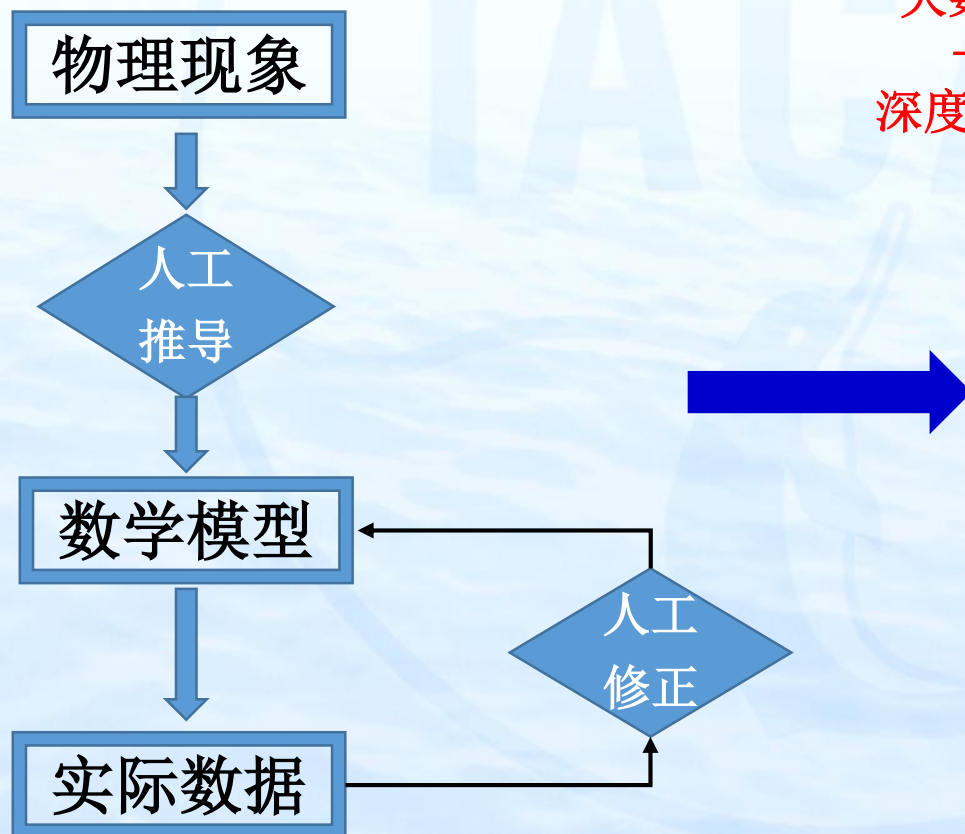 物理现象
深度
人工
推导
数学模型
人工
修正
实际数据